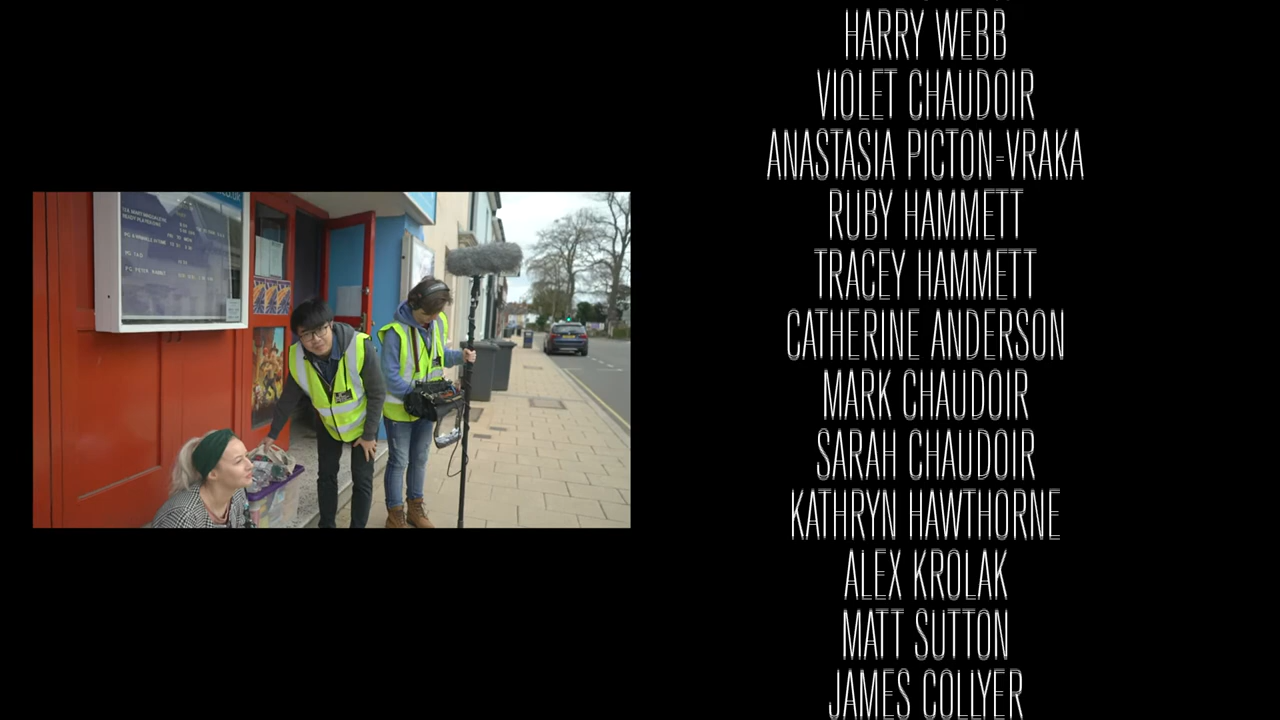 HARRY WEBB
VIOLET CHAUDOIR
ANASTASIA PICTON-VRAKA
RUBY HAMMETT
TRACEY HAMMETT
CATHERINE ANDERSON
MARK CHAUDOIR
SARAH CHAUDOIR
KATHRYN HAWTHORNE
ALEX KROLAK
MATT SUTTON
JAMES COLLYER